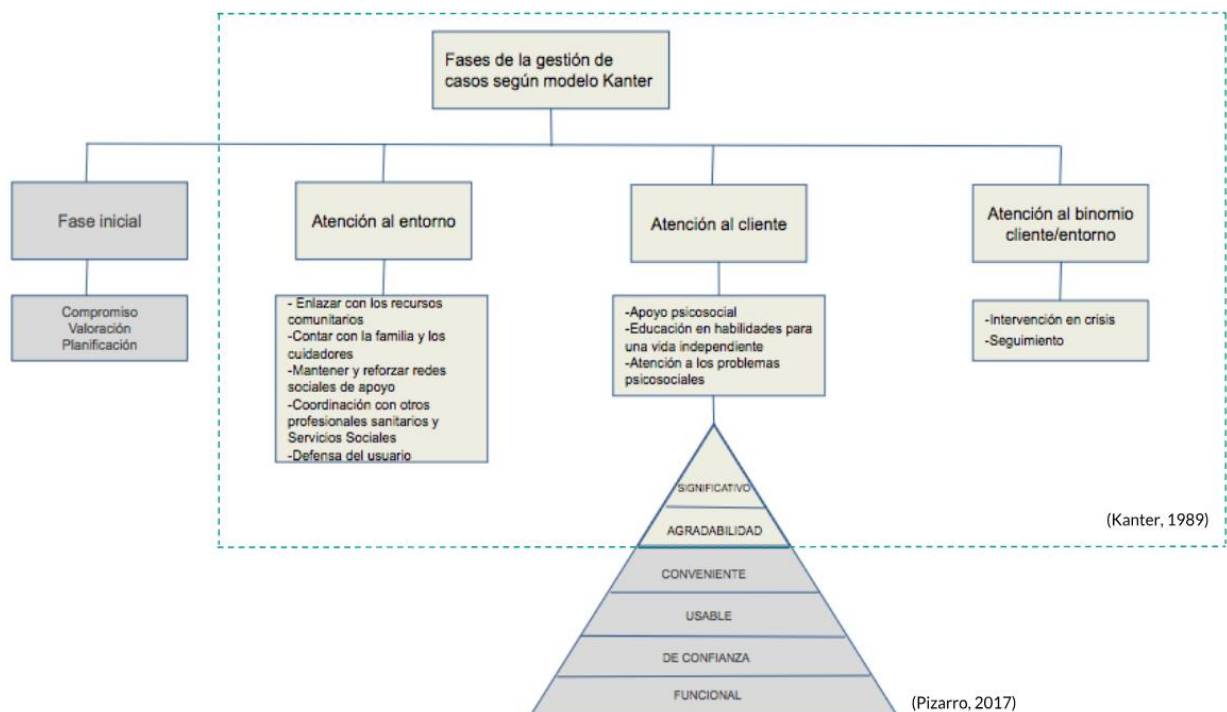 Fases de la gestión de
casos según modelo Kanter
Fase inicial
Compromiso
Valoración
Planificación
Atención al entorno
- Enlazar con los recursos
comunitarios
-Contar con la familia y los
cuidadores
-Mantener y reforzar redes
sociales de apoyo
-Coordinación con otros
profesionales sanitarios y
Servicios Sociales
-Defensa del usuario
Atención al cliente
-Apoyo psicosocial
-Educación en habilidades para
una vida independiente
-Atención a los problemas
psicosociales
Atención al binomio
cliente/entorno
-Intervención en crisis
-Seguimiento
SIGNIFICATIVO
AGRADABILIDAD
(Kanter, 1989)
CONVENIENTE
USABLE
DE CONFIANZA
FUNCIONAL
(Pizarro, 2017)